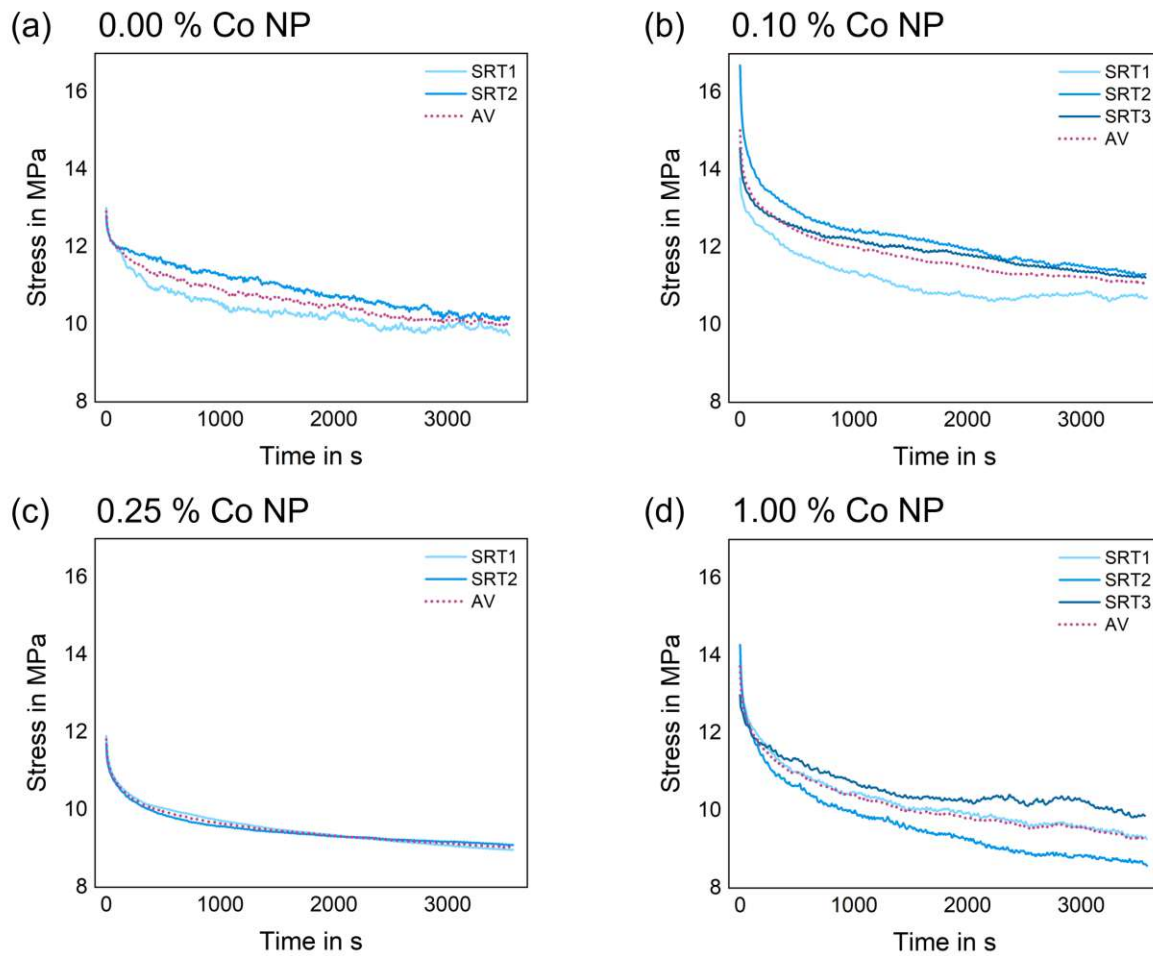 (a) 0.00 % Co NP
SRT1
SRT2
AV
16
14
12
10
8
Stress in MPa
0 1000 2000 3000
Time in s
(b) 0.10 % Co NP
SRT1
SRT2
SRT3
AV
16
14
12
10
8
Stress in MPa
0 1000 2000 3000
Time in s
(c) 0.25 % Co NP
SRT1
SRT2
AV
16
14
12
10
8
Stress in MPa
0 1000 2000 3000
Time in s
(d) 1.00 % Co NP
SRT1
SRT2
SRT3
AV
16
14
12
10
8
Stress in MPa
0 1000 2000 3000
Time in s